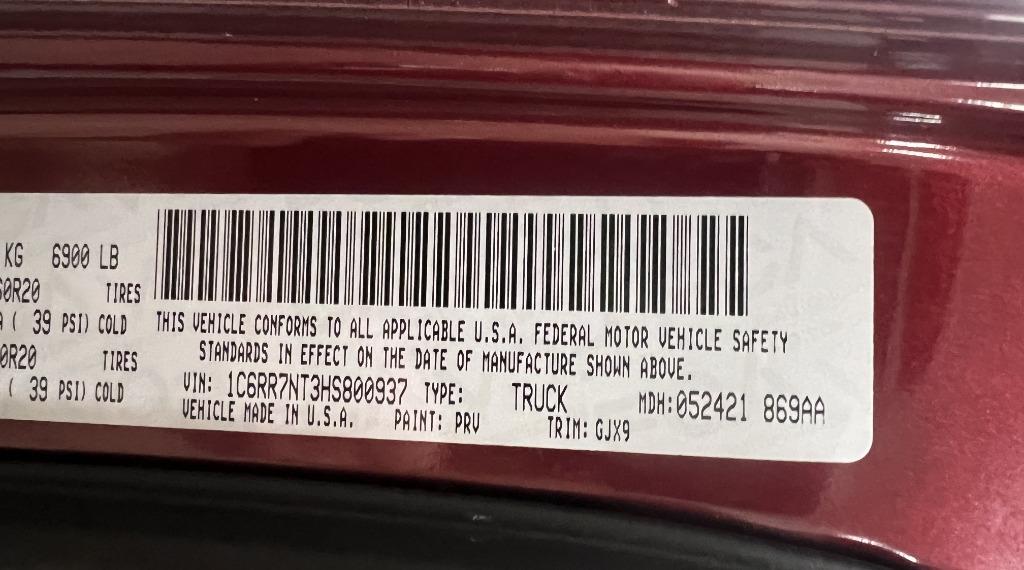 KG 6900 LB
0R20 TIRES
( 39 PSI) COLD
0R20 TIRES
( 39 PSI) COLD
THIS VEHICLE CONFORMS TO ALL APPLICABLE U.S.A. FEDERAL MOTOR VEHICLE SAFETY
STANDARDS IN EFFECT ON THE DATE OF MANUFACTURE SHOWN ABOVE.
VIN: 1C6RR7NT3HS800937 TYPE: TRUCK MDH:052421 869AA
VEHICLE MADE IN U.S.A. PAINT: PRV TRIM: GJX9